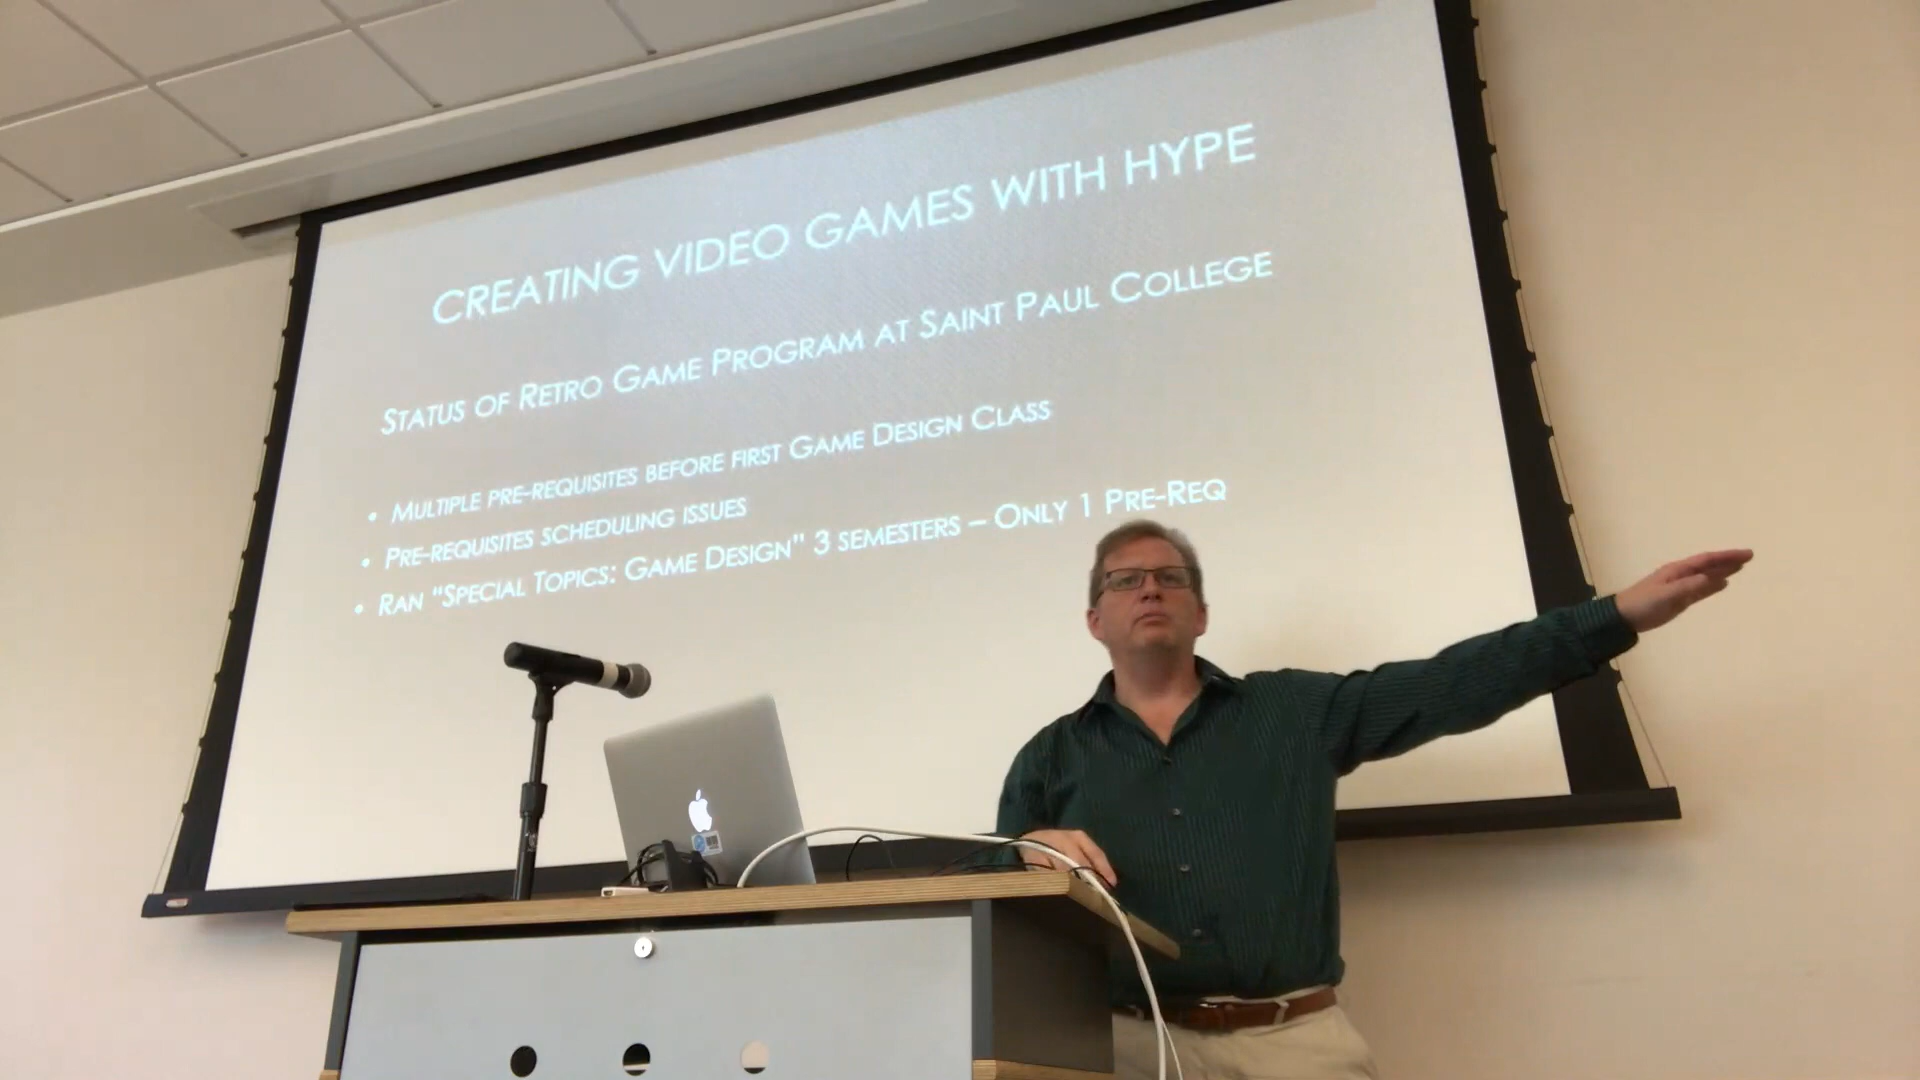 CREATING VIDEO GAMES WITH HYPE
STATUS OF RETRO GAME PROGRAM AT SAINT PAUL COLLEGE
• MULTIPLE PRE-REQUISITES BEFORE FIRST GAME DESIGN CLASS
• PRE-REQUISITES SCHEDULING ISSUES
• RAN "SPECIAL TOPICS: GAME DESIGN" 3 SEMESTERS – ONLY 1 PRE-REQ